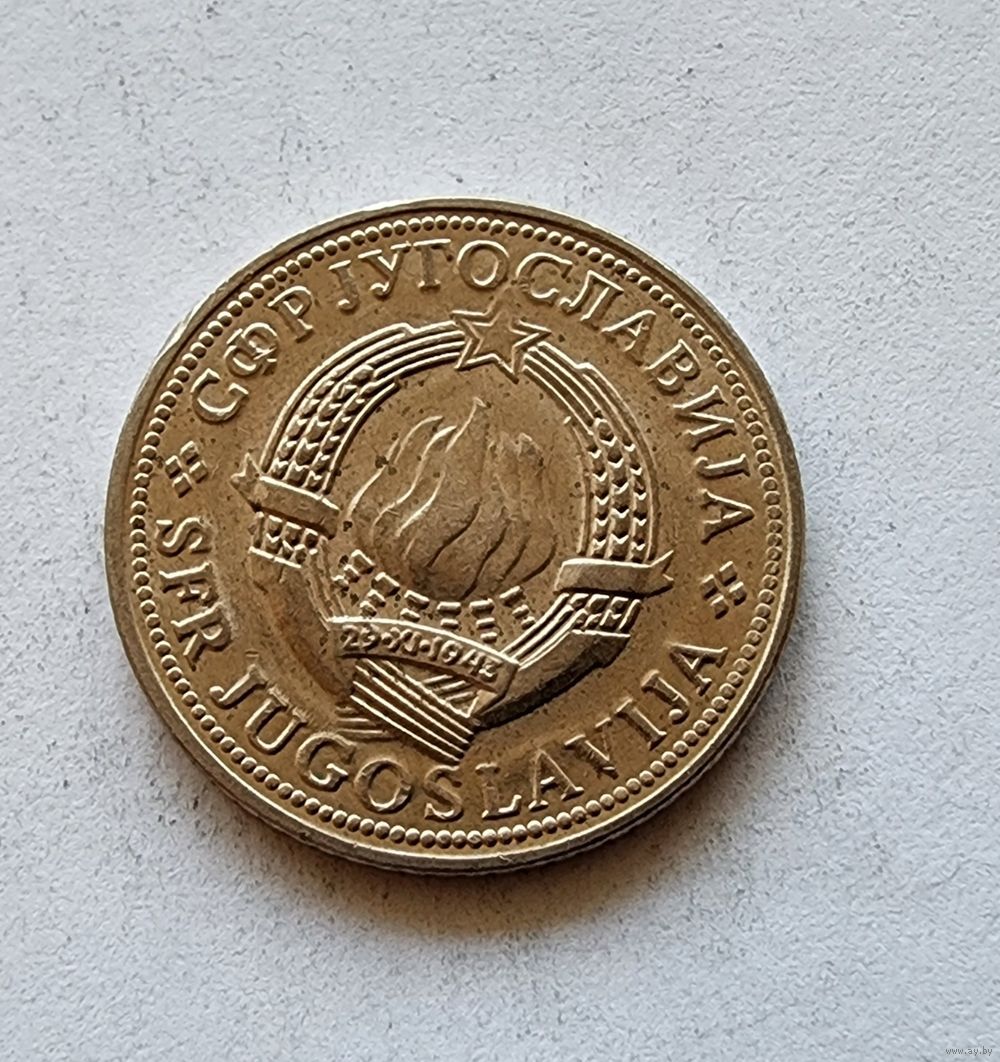 СФР ЈУГОСЛАВИЈА
SFR JUGOSLAVIJA
29·XI·1943
www.ay.by